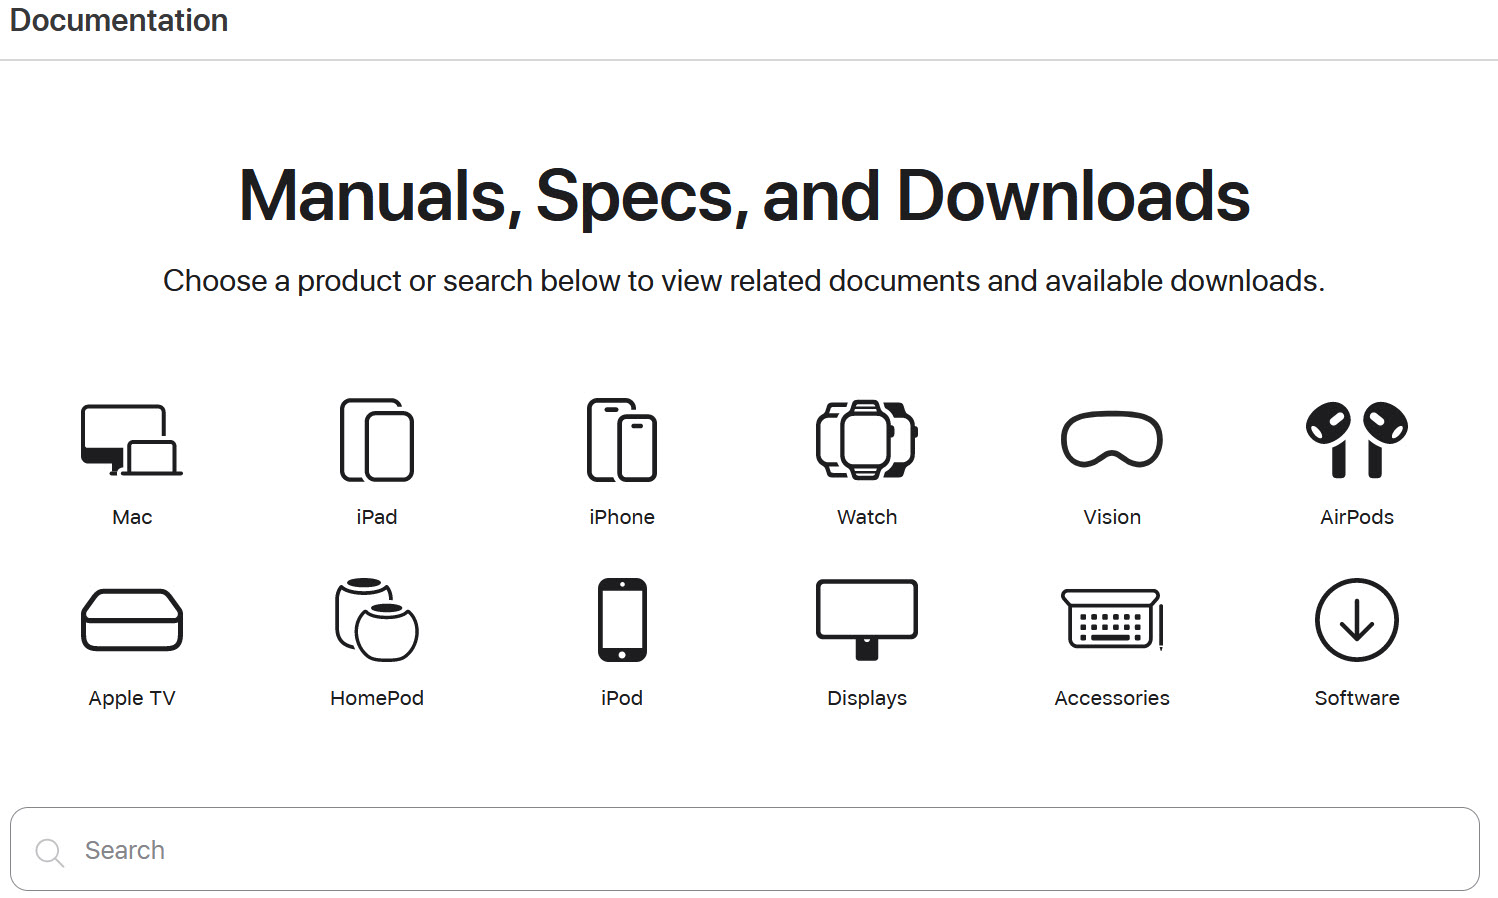 Documentation
Manuals, Specs, and Downloads
Choose a product or search below to view related documents and available downloads.
Mac
iPad
iPhone
Watch
Vision
AirPods
Apple TV
HomePod
iPod
Displays
Accessories
Software
Search